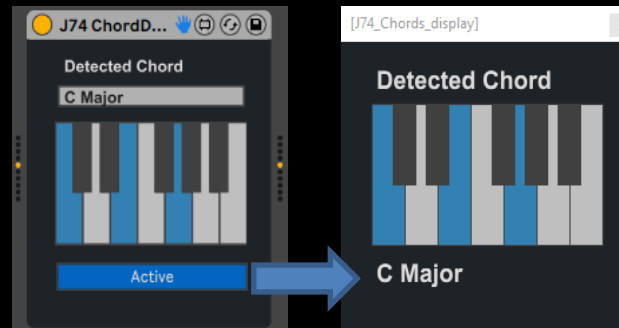 J74 ChordD...
Detected Chord
C Major
Active
[J74_Chords_display]
Detected Chord
C Major